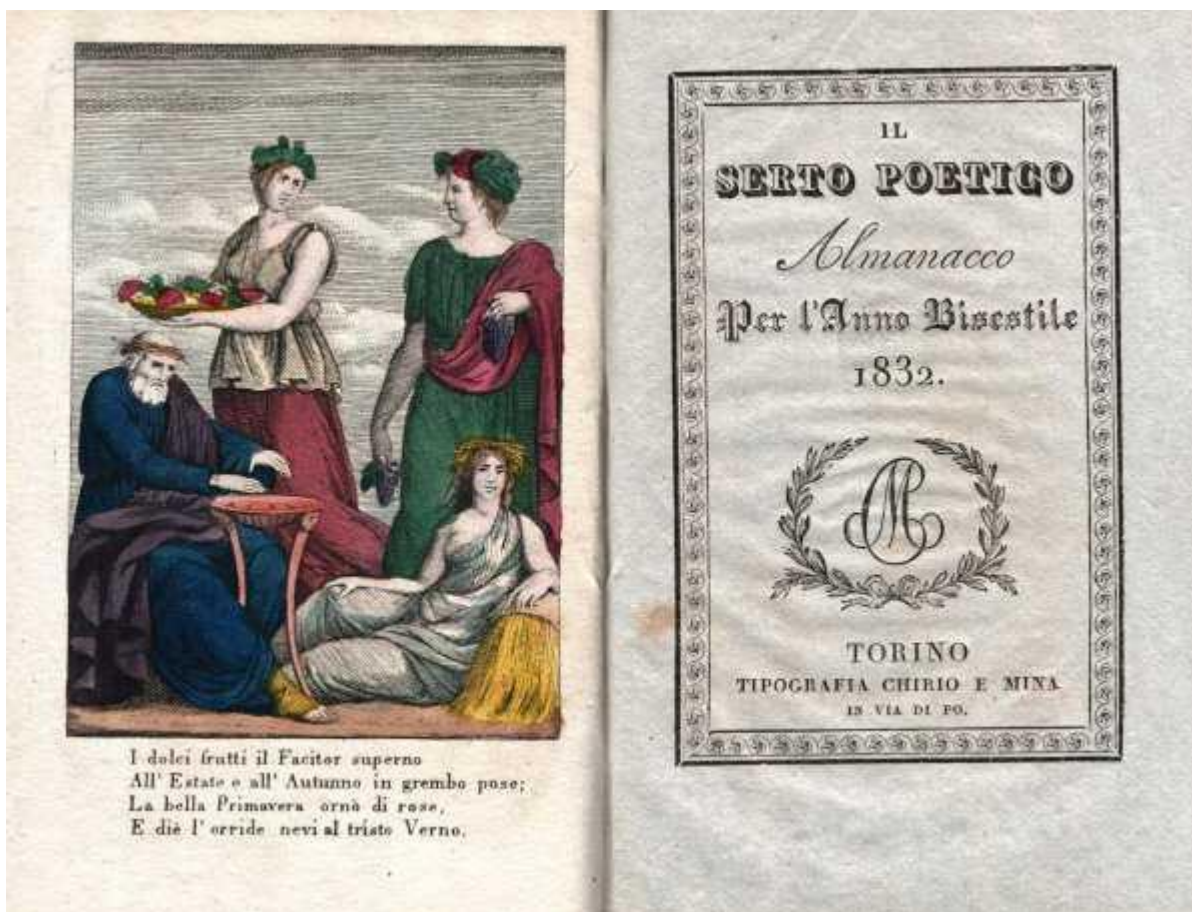 I dolci frutti il Facitor superno
All' Estate e all' Autunno in grembo pose;
La bella Primavera ornò di rose,
E diè l' orride nevi al tristo Verno.
IL
SERTO POETICO
Almanacco
Per l'Anno Bisestile
1832.
TORINO
TIPOGRAFIA CHIRIO E MINA
IN VIA DI PO.